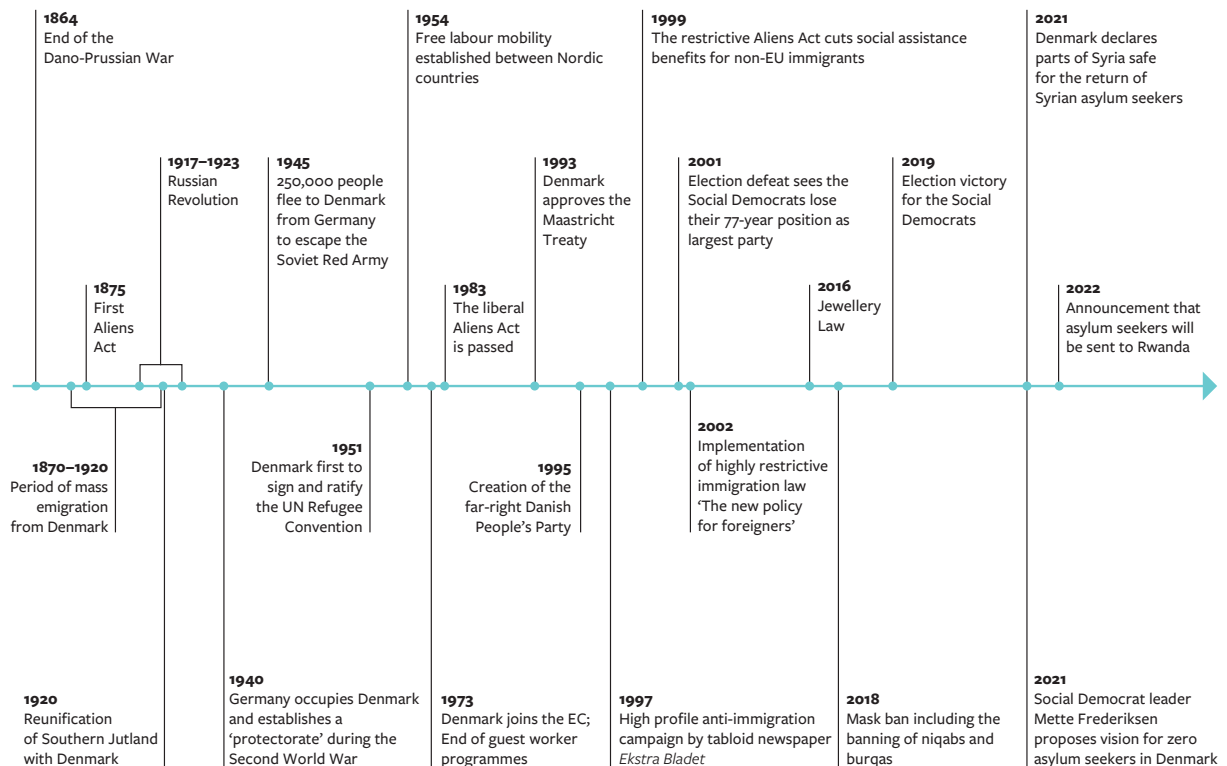 1864
End of the
Dano-Prussian War
1954
Free labour mobility
established between Nordic
countries
1999
The restrictive Aliens Act cuts social assistance
benefits for non-EU immigrants
2021
Denmark declares
parts of Syria safe
for the return of
Syrian asylum seekers
1917–1923
Russian
Revolution
1945
250,000 people
flee to Denmark
from Germany
to escape the
Soviet Red Army
1993
Denmark
approves the
Maastricht
Treaty
2001
Election defeat sees the
Social Democrats lose
their 77-year position as
largest party
2019
Election victory
for the Social
Democrats
1875
First
Aliens
Act
1983
The liberal
Aliens Act
is passed
2016
Jewellery
Law
2022
Announcement that
asylum seekers will
be sent to Rwanda
1870–1920
Period of mass
emigration
from Denmark
1951
Denmark first to
sign and ratify
the UN Refugee
Convention
1995
Creation of the
far-right Danish
People's Party
2002
Implementation
of highly restrictive
immigration law
‘The new policy
for foreigners’
1920
Reunification
of Southern Jutland
with Denmark
1940
Germany occupies Denmark
and establishes a
‘protectorate’ during the
Second World War
1973
Denmark joins the EC;
End of guest worker
programmes
1997
High profile anti-immigration
campaign by tabloid newspaper
Ekstra Bladet
2018
Mask ban including the
banning of niqabs and
burqas
2021
Social Democrat leader
Mette Frederiksen
proposes vision for zero
asylum seekers in Denmark